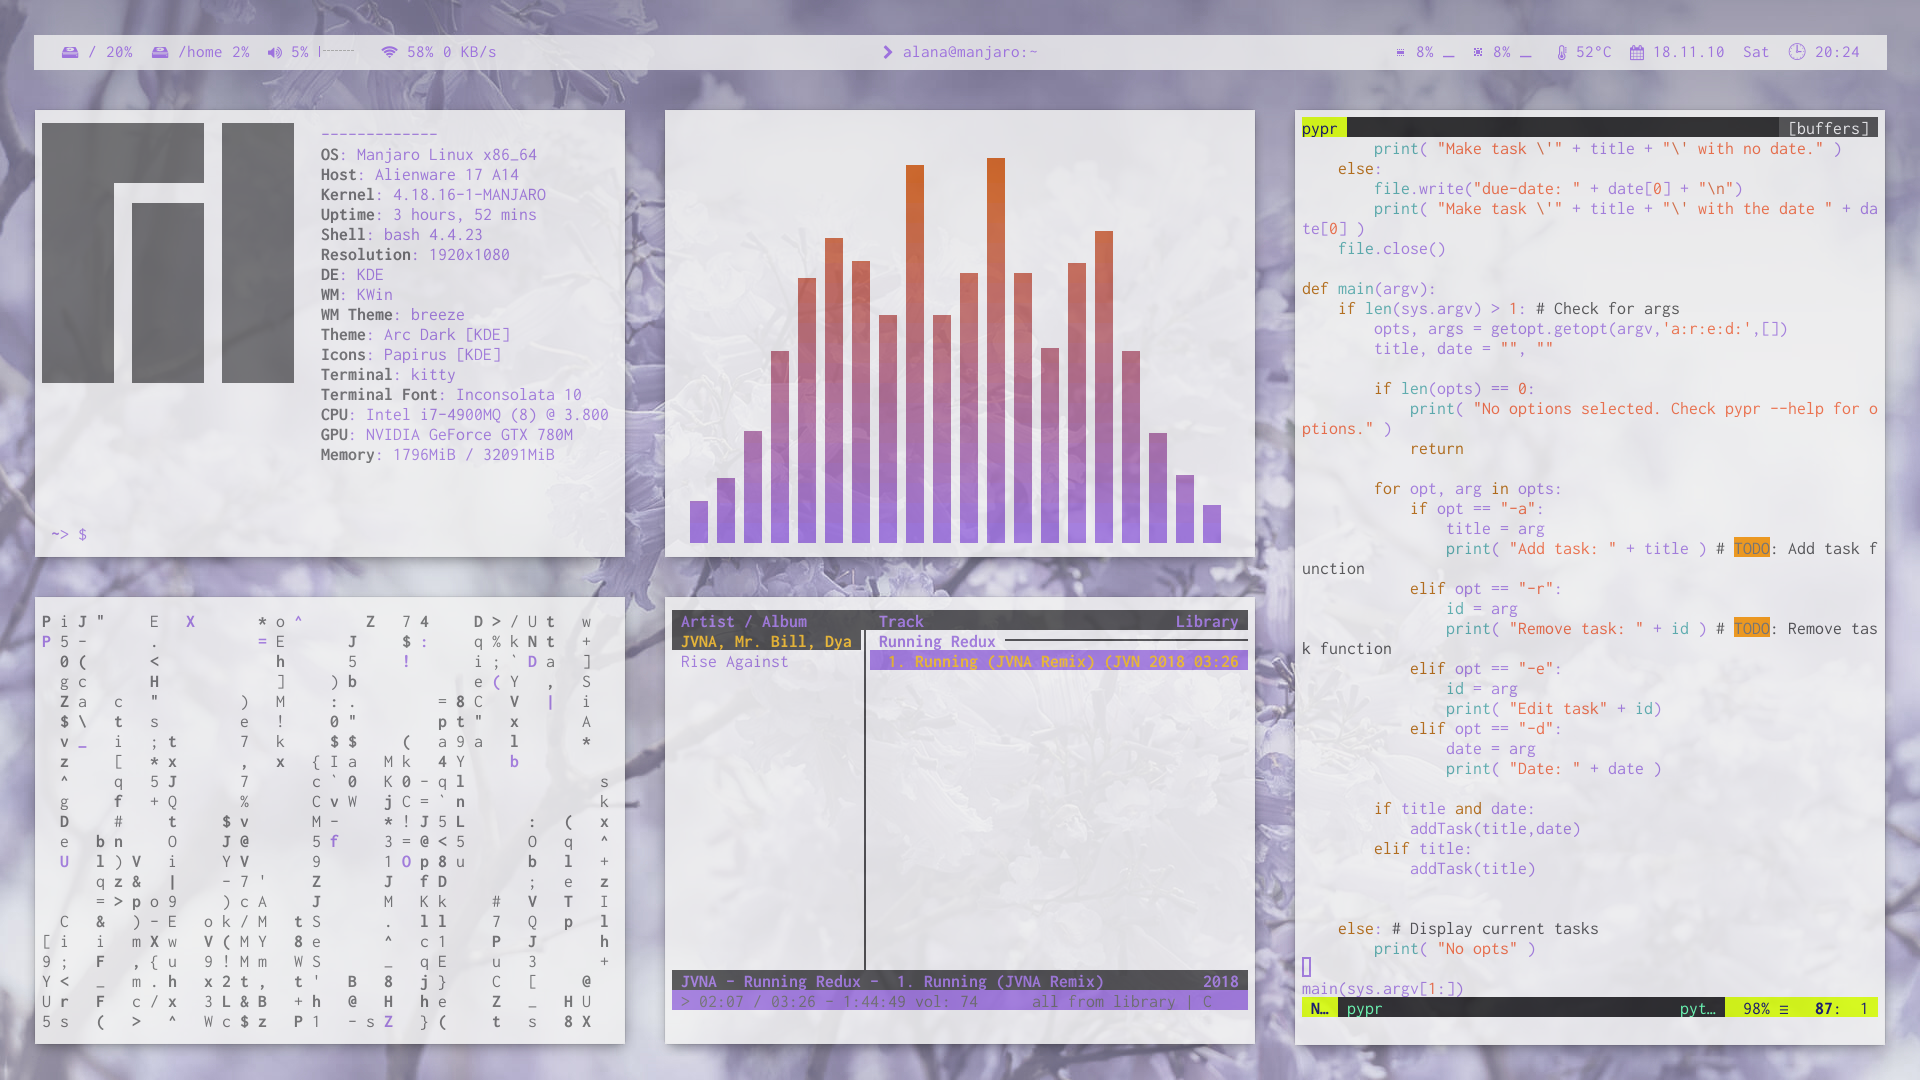 / 20% /home 2% 5% 58% 0 KB/s alana@manjaro:~ 8% 8% 52°C 18.11.10 Sat 20:24
-------------
OS: Manjaro Linux x86_64
Host: Alienware 17 A14
Kernel: 4.18.16-1-MANJARO
Uptime: 3 hours, 52 mins
Shell: bash 4.4.23
Resolution: 1920x1080
DE: KDE
WM: KWin
WM Theme: breeze
Theme: Arc Dark [KDE]
Icons: Papirus [KDE]
Terminal: kitty
Terminal Font: Inconsolata 10
CPU: Intel i7-4900MQ (8) @ 3.800
GPU: NVIDIA GeForce GTX 780M
Memory: 1796MiB / 32091MiB
~> $
Artist / Album Track Library
JVNA, Mr. Bill, Dya Running Redux
Rise Against 1. Running (JVNA Remix) (JVN 2018 03:26
JVNA - Running Redux - 1. Running (JVNA Remix) 2018
> 02:07 / 03:26 - 1:44:49 vol: 74 all from library | C
pypr [buffers]
print( "Make task \'" + title + "\' with no date." )
else:
file.write("due-date: " + date[0] + "\n")
print( "Make task \'" + title + "\' with the date " + da
te[0] )
file.close()
def main(argv):
if len(sys.argv) > 1: # Check for args
opts, args = getopt.getopt(argv,'a:r:e:d:',[])
title, date = "", ""
if len(opts) == 0:
print( "No options selected. Check pypr --help for o
ptions." )
return
for opt, arg in opts:
if opt == "-a":
title = arg
print( "Add task: " + title ) # TODO: Add task f
unction
elif opt == "-r":
id = arg
print( "Remove task: " + id ) # TODO: Remove tas
k function
elif opt == "-e":
id = arg
print( "Edit task" + id)
elif opt == "-d":
date = arg
print( "Date: " + date )
if title and date:
addTask(title,date)
elif title:
addTask(title)
else: # Display current tasks
print( "No opts" )
main(sys.argv[1:])
N… pypr pyt… 98% ≡ 87: 1